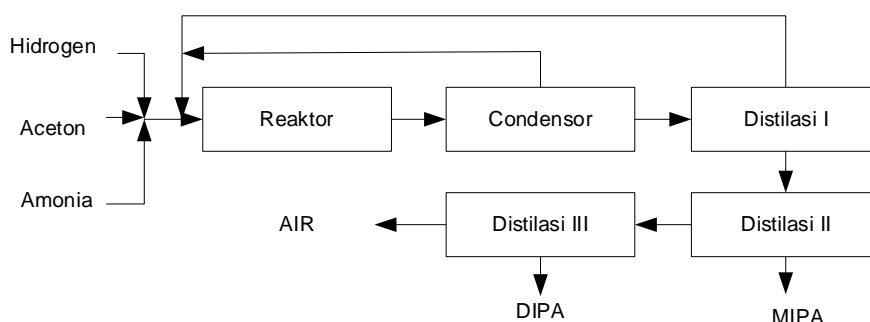 Hidrogen
Aceton
Amonia
Reaktor
Condensor
Distilasi I
AIR
Distilasi III
Distilasi II
DIPA
MIPA